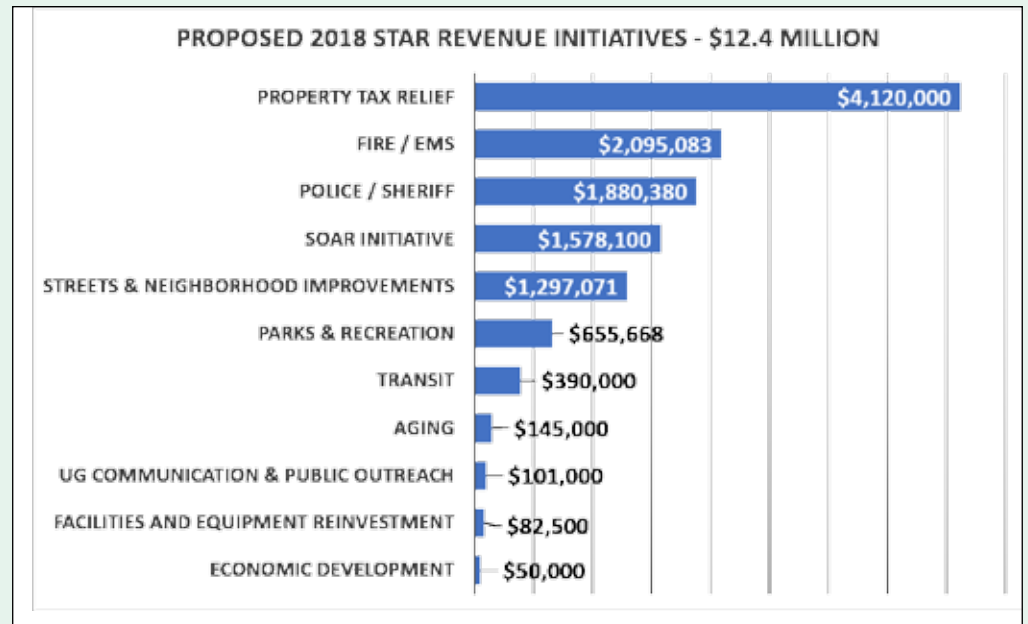 PROPOSED 2018 STAR REVENUE INITIATIVES - $12.4 MILLION
PROPERTY TAX RELIEF $4,120,000
FIRE / EMS $2,095,083
POLICE / SHERIFF $1,880,380
SOAR INITIATIVE $1,578,100
STREETS & NEIGHBORHOOD IMPROVEMENTS $1,297,071
PARKS & RECREATION $655,668
TRANSIT $390,000
AGING $145,000
UG COMMUNICATION & PUBLIC OUTREACH $101,000
FACILITIES AND EQUIPMENT REINVESTMENT $82,500
ECONOMIC DEVELOPMENT $50,000